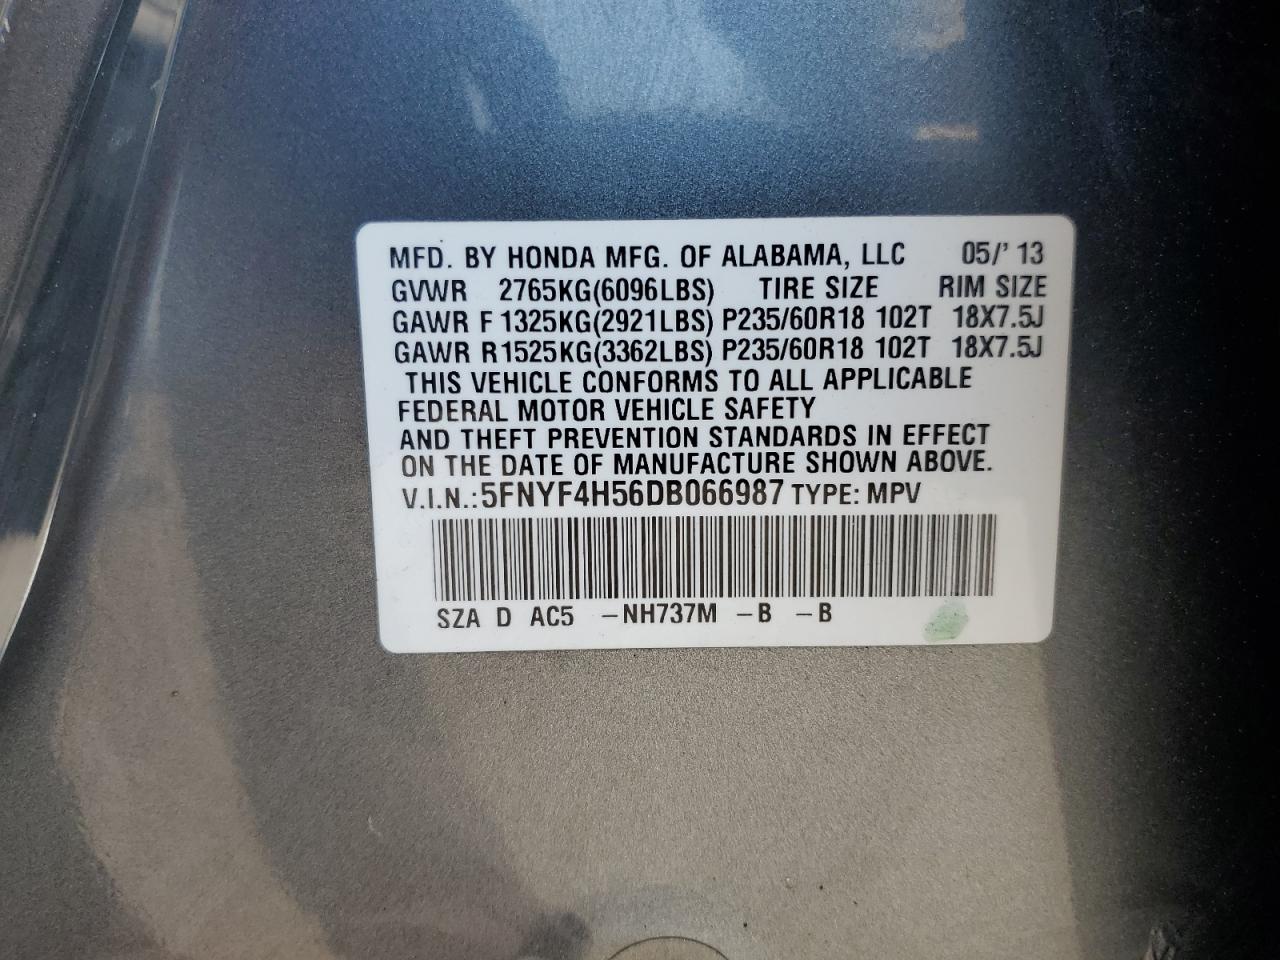 MFD. BY HONDA MFG. OF ALABAMA, LLC 05/' 13
GVWR 2765KG(6096LBS) TIRE SIZE RIM SIZE
GAWR F 1325KG(2921LBS) P235/60R18 102T 18X7.5J
GAWR R1525KG(3362LBS) P235/60R18 102T 18X7.5J
THIS VEHICLE CONFORMS TO ALL APPLICABLE
FEDERAL MOTOR VEHICLE SAFETY
AND THEFT PREVENTION STANDARDS IN EFFECT
ON THE DATE OF MANUFACTURE SHOWN ABOVE.
V.I.N.:5FNYF4H56DB066987 TYPE: MPV
SZA D AC5 –NH737M –B –B